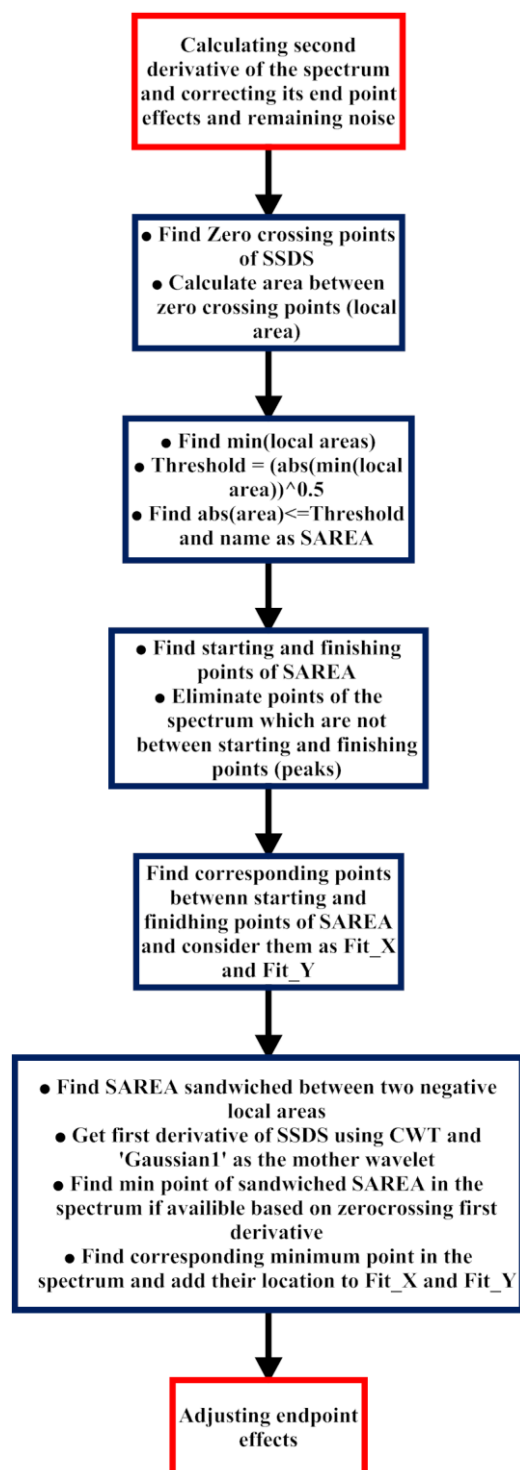 Calculating second
derivative of the spectrum
and correcting its end point
effects and remaining noise
● Find Zero crossing points
of SSDS
● Calculate area between
zero crossing points (local
area)
● Find min(local areas)
● Threshold = (abs(min(local
area))^0.5
● Find abs(area)<=Threshold
and name as SAREA
● Find starting and finishing
points of SAREA
● Eliminate points of the
spectrum which are not
between starting and finishing
points (peaks)
Find corresponding points
betwenn starting and
finidhing points of SAREA
and consider them as Fit_X
and Fit_Y
● Find SAREA sandwiched between two negative
local areas
● Get first derivative of SSDS using CWT and
'Gaussian1' as the mother wavelet
● Find min point of sandwiched SAREA in the
spectrum if availible based on zerocrossing first
derivative
● Find corresponding minimum point in the
spectrum and add their location to Fit_X and Fit_Y
Adjusting endpoint
effects